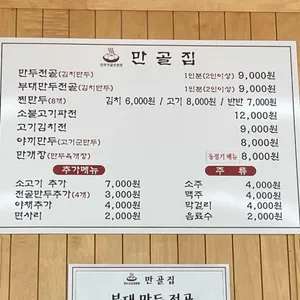 만골집
만두전골(김치만두) 1인분(2인이상) 9,000원
부대만두전골(김치만두) 1인분(2인이상) 9,000원
찐만두(8개) 김치 6,000원 / 고기 8,000원 / 반반 7,000원
소불고기파전 12,000원
고기김치전 9,000원
야끼만두(고기군만두) 8,000원
만개장(만두육개장) 동절기 메뉴 8,000원
추가메뉴 주 류
소고기 추가 7,000원 소주 4,000원
전골만두추가(4개) 3,000원 맥주 4,000원
야채추가 4,000원 막걸리 4,000원
면사리 2,000원 음료수 2,000원
만골집
부대만두전골